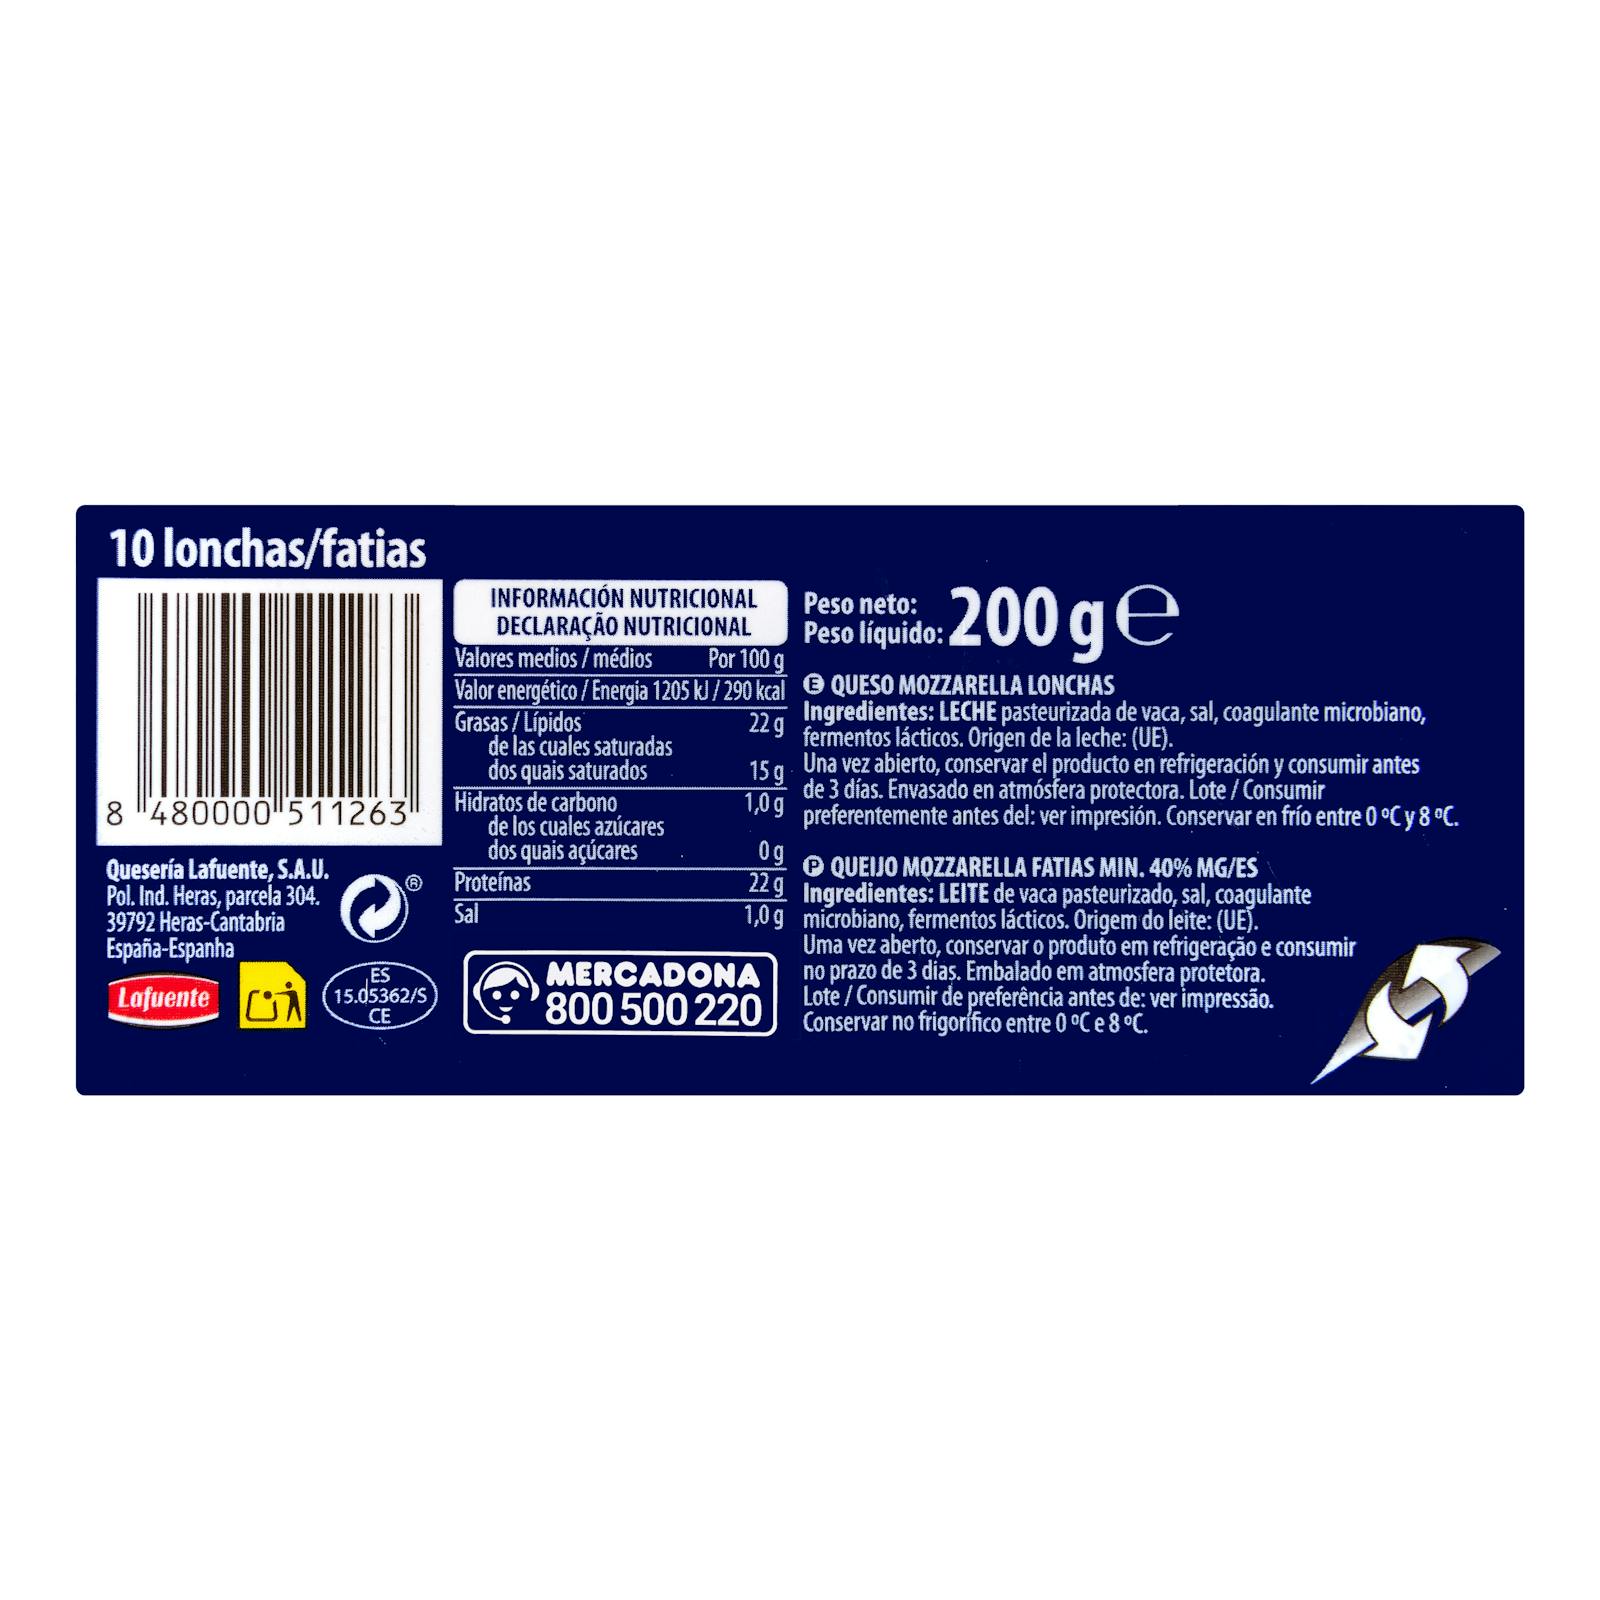 10 lonchas/fatias
8 480000 511263
Quesería Lafuente, S.A.U.
Pol. Ind. Heras, parcela 304.
39792 Heras-Cantabria
España-Espanha
®
Lafuente
ES
15.05362/S
CE
INFORMACIÓN NUTRICIONAL
DECLARAÇÃO NUTRICIONAL
Valores medios / médios Por 100 g
Valor energético / Energia 1205 kJ / 290 kcal
Grasas / Lípidos 22 g
de las cuales saturadas
dos quais saturados 15 g
Hidratos de carbono 1,0 g
de los cuales azúcares
dos quais açúcares 0 g
Proteínas 22 g
Sal 1,0 g
MERCADONA
800 500 220
Peso neto:
Peso líquido: 200 g ℮
E QUESO MOZZARELLA LONCHAS
Ingredientes: LECHE pasteurizada de vaca, sal, coagulante microbiano,
fermentos lácticos. Origen de la leche: (UE).
Una vez abierto, conservar el producto en refrigeración y consumir antes
de 3 días. Envasado en atmósfera protectora. Lote / Consumir
preferentemente antes del: ver impresión. Conservar en frío entre 0 ºC y 8 ºC.
P QUEIJO MOZZARELLA FATIAS MIN. 40% MG/ES
Ingredientes: LEITE de vaca pasteurizado, sal, coagulante
microbiano, fermentos lácticos. Origem do leite: (UE).
Uma vez aberto, conservar o produto em refrigeração e consumir
no prazo de 3 dias. Embalado em atmosfera protetora.
Lote / Consumir de preferência antes de: ver impressão.
Conservar no frigorífico entre 0 ºC e 8 ºC.